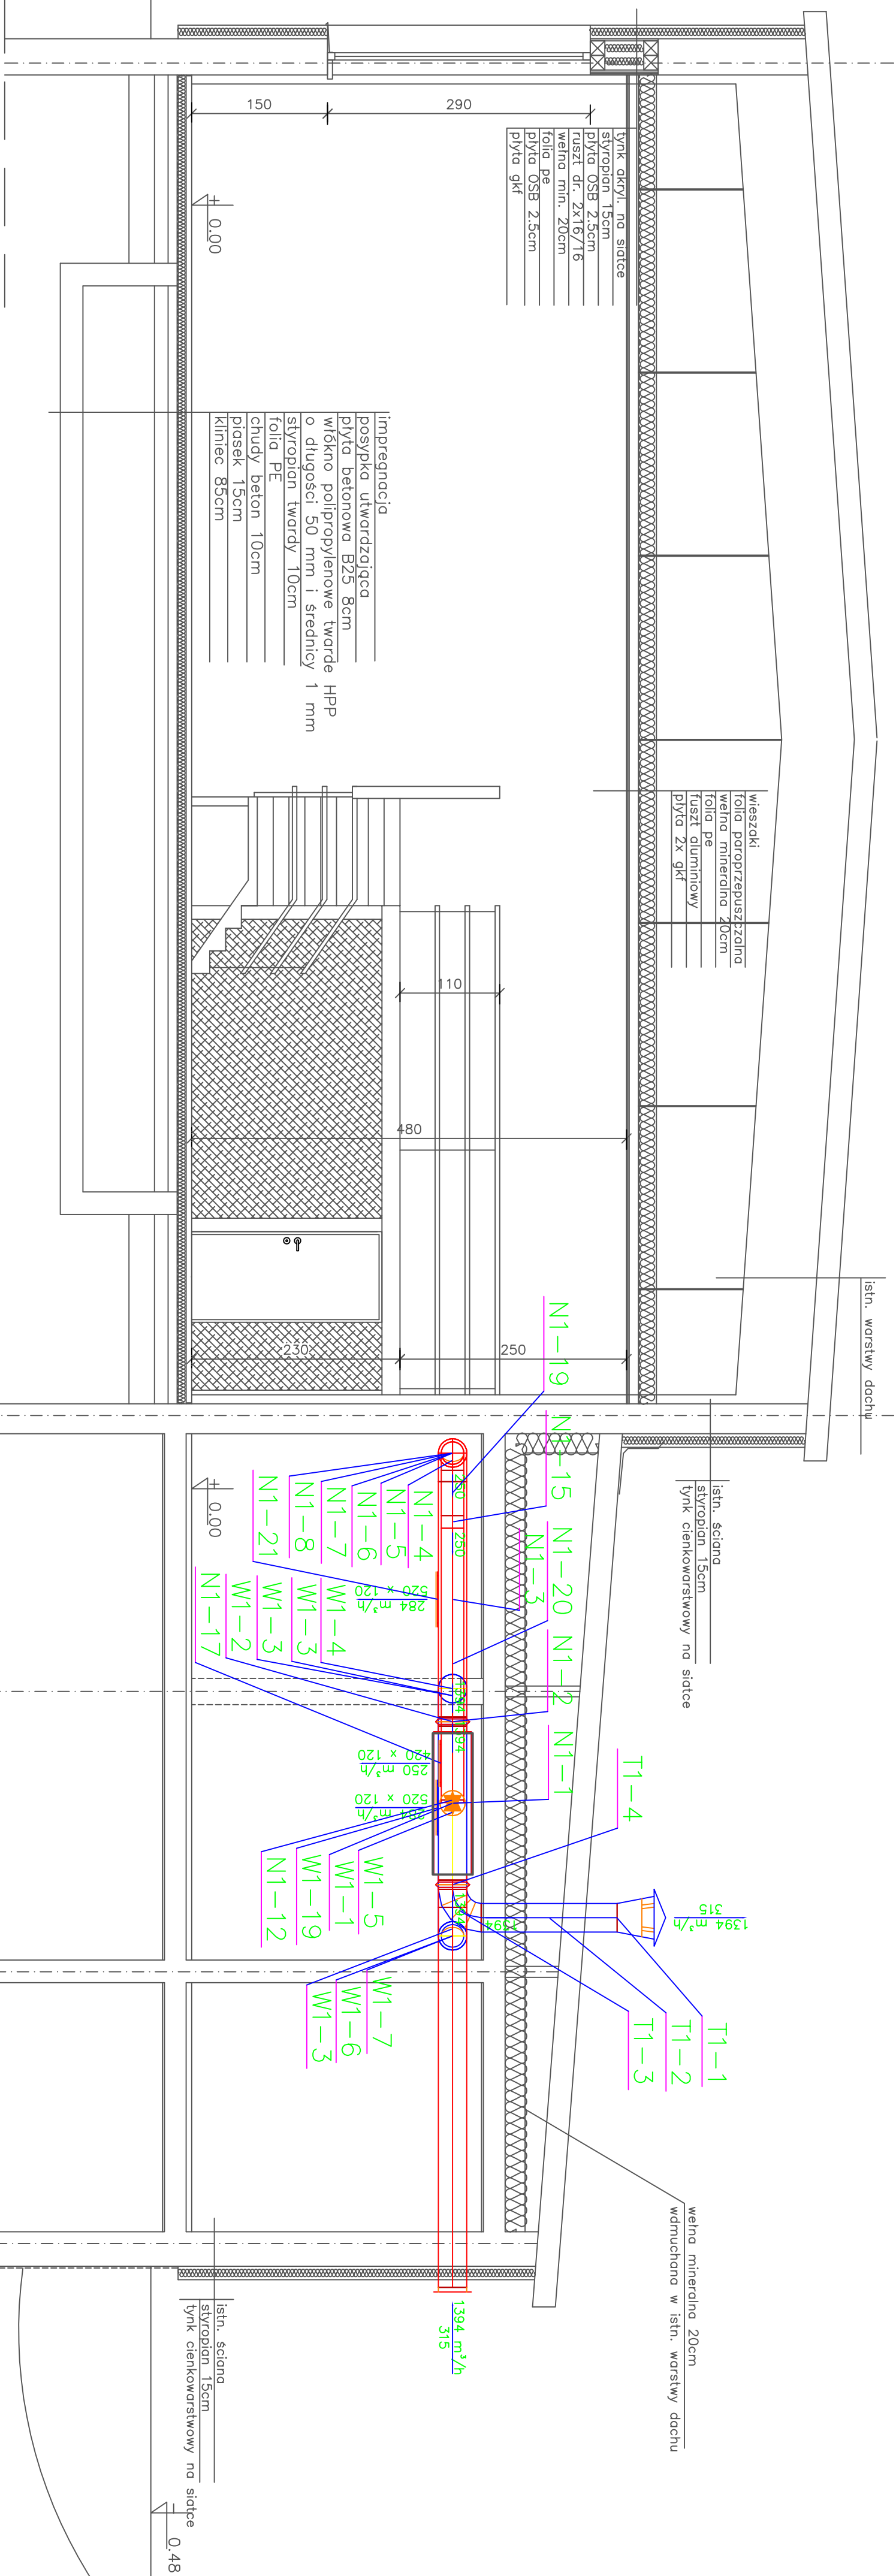 150
290
tynk akryl. na siatce
styropian 15cm
płyta OSB 2.5cm
ruszt dr. 2x16/16
wełna min. 20cm
folia pe
płyta OSB 2.5cm
płyta gkf
+ 0.00
impregnacja
posypka utwardzająca
płyta betonowa B25 8cm
włókno polipropylenowe twarde HPP
o długości 50 mm i średnicy 1 mm
styropian twardy 10cm
folia PE
chudy beton 10cm
piasek 15cm
kliniec 85cm
wieszaki
folia paroprzepuszczalna
wełna mineralna 20cm
folia pe
ruszt aluminiowy
płyta 2x gkf
110
480
230
250
istn. warstwy dachu
istn. ściana
styropian 15cm
tynk cienkowarstwowy na siatce
N1-19
N1-15
N1-20
N1-3
N1-2
N1-1
T1-4
250
250
N1-4
N1-5
N1-6
N1-7
N1-8
N1-21
+ 0.00
520 x 120
284 m³/h
W1-4
W1-3
W1-3
W1-2
N1-17
1394
1394
420 x 120
250 m³/h
520 x 120
284 m³/h
W1-5
W1-1
W1-19
N1-12
1394
1394
315
1394 m³/h
T1-1
T1-2
T1-3
W1-7
W1-6
W1-3
wełna mineralna 20cm
wdmuchana w istn. warstwy dachu
1394 m³/h
315
istn. ściana
styropian 15cm
tynk cienkowarstwowy na siatce
- 0.48